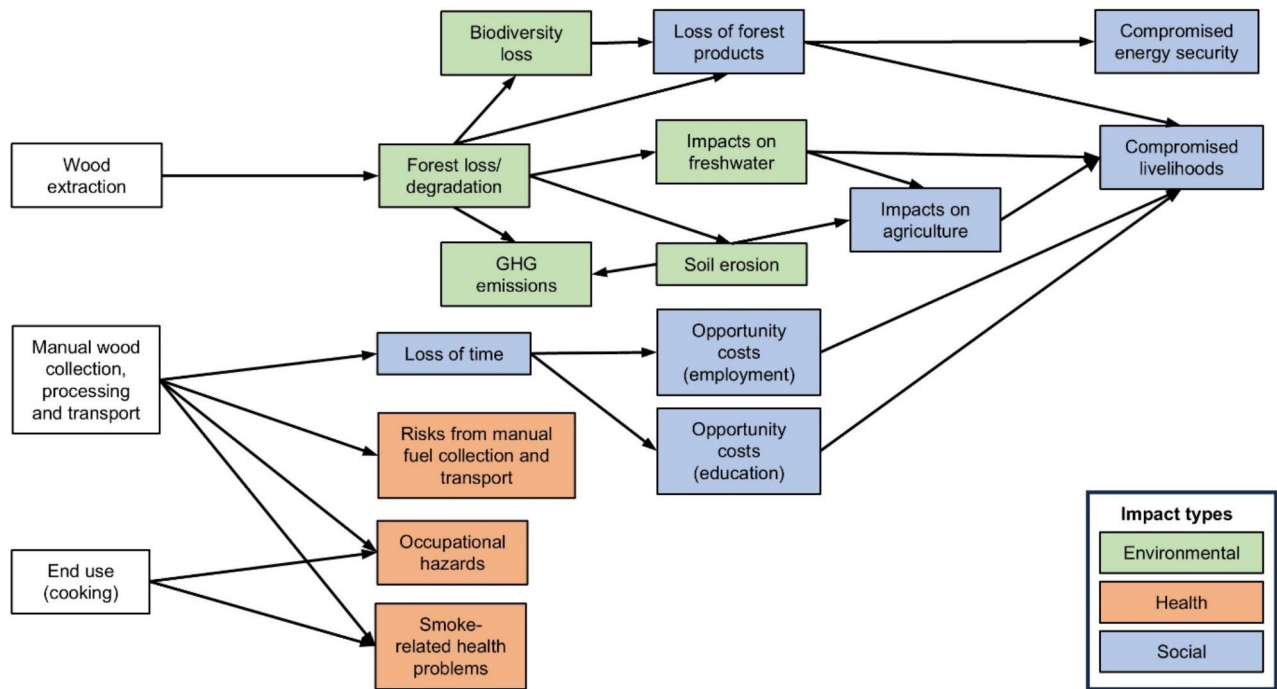 Biodiversity
loss
Loss of forest
products
Compromised
energy security
Wood
extraction
Forest loss/
degradation
Impacts on
freshwater
Compromised
livelihoods
Impacts on
agriculture
GHG
emissions
Soil erosion
Manual wood
collection,
processing
and transport
Loss of time
Opportunity
costs
(employment)
Risks from manual
fuel collection and
transport
Opportunity
costs
(education)
End use
(cooking)
Occupational
hazards
Smoke-
related health
problems
Impact types
Environmental
Health
Social